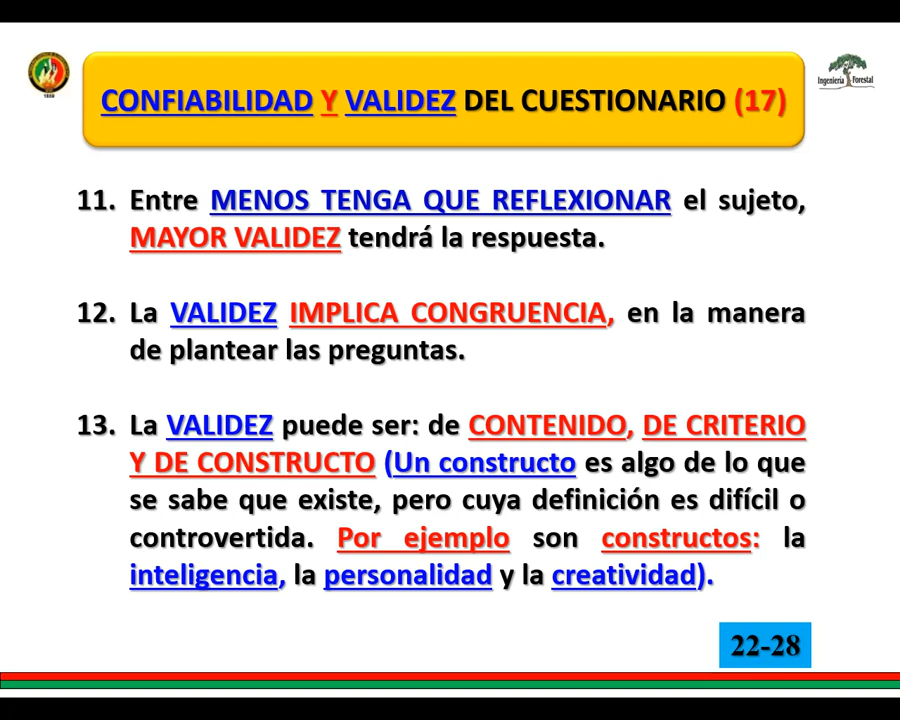 CONFIABILIDAD Y VALIDEZ DEL CUESTIONARIO (17)
Ingeniería Forestal
1859
11. Entre MENOS TENGA QUE REFLEXIONAR el sujeto,
MAYOR VALIDEZ tendrá la respuesta.
12. La VALIDEZ IMPLICA CONGRUENCIA, en la manera
de plantear las preguntas.
13. La VALIDEZ puede ser: de CONTENIDO, DE CRITERIO
Y DE CONSTRUCTO (Un constructo es algo de lo que
se sabe que existe, pero cuya definición es difícil o
controvertida. Por ejemplo son constructos: la
inteligencia, la personalidad y la creatividad).
22-28